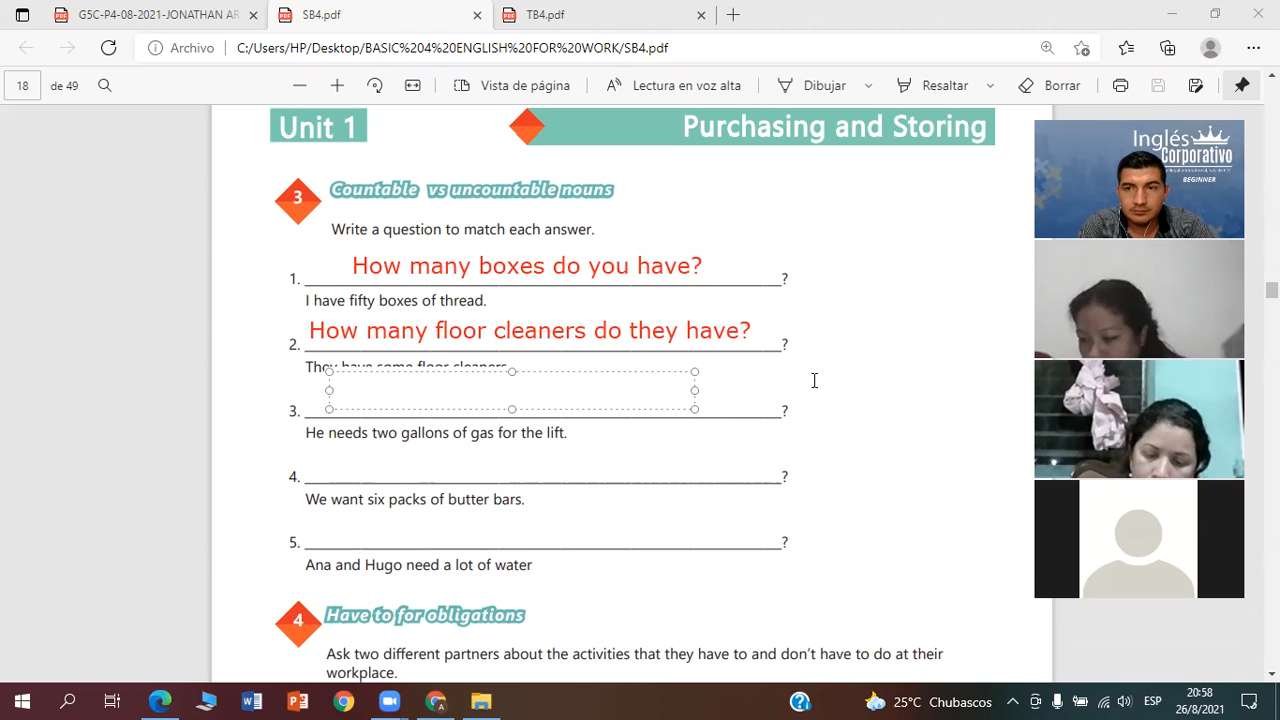 G5C-P4-08-2021-JONATHAN AR
SB4.pdf
TB4.pdf
Archivo
C:/Users/HP/Desktop/BASIC%204%20ENGLISH%20FOR%20WORK/SB4.pdf
18
de 49
Vista de página
Lectura en voz alta
Dibujar
Resaltar
Borrar
Unit 1
Purchasing and Storing
3
Countable vs uncountable nouns
Write a question to match each answer.
How many boxes do you have?
1. ?
I have fifty boxes of thread.
How many floor cleaners do they have?
2. ?
They have some floor cleaners
3. ?
He needs two gallons of gas for the lift.
4. ?
We want six packs of butter bars.
5. ?
Ana and Hugo need a lot of water
4
Have to for obligations
Ask two different partners about the activities that they have to and don't have to do at their
workplace.
Inglés
Corporativo
BEGINNER
25°C Chubascos
ESP
20:58
26/8/2021